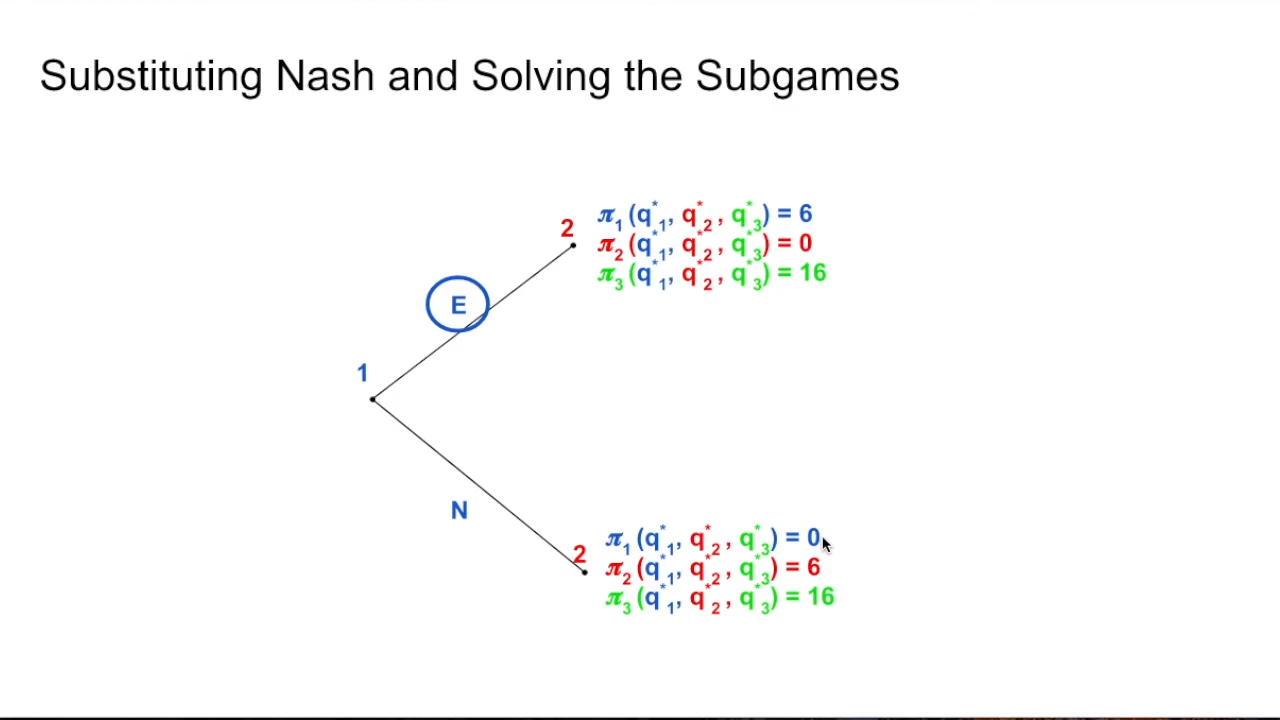 Substituting Nash and Solving the Subgames
2
π₁ (q*₁, q*₂ , q*₃) = 6
π₂ (q*₁, q*₂ , q*₃) = 0
π₃ (q*₁, q*₂ , q*₃) = 16
E
1
N
2
π₁ (q*₁, q*₂ , q*₃) = 0
π₂ (q*₁, q*₂ , q*₃) = 6
π₃ (q*₁, q*₂ , q*₃) = 16